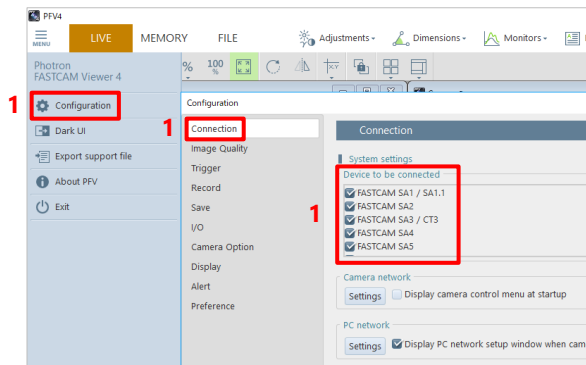 PFV4
MENU
LIVE
MEMORY
FILE
Adjustments
Dimensions
Monitors
Photron
FASTCAM Viewer 4
%
100
%
1
Configuration
Dark UI
Export support file
About PFV
Exit
Configuration
1
Connection
Image Quality
Trigger
Record
Save
I/O
Camera Option
Display
Alert
Preference
Connection
System settings
Device to be connected
1
FASTCAM SA1 / SA1.1
FASTCAM SA2
FASTCAM SA3 / CT3
FASTCAM SA4
FASTCAM SA5
Camera network
Settings
Display camera control menu at startup
PC network
Settings
Display PC network setup window when cam